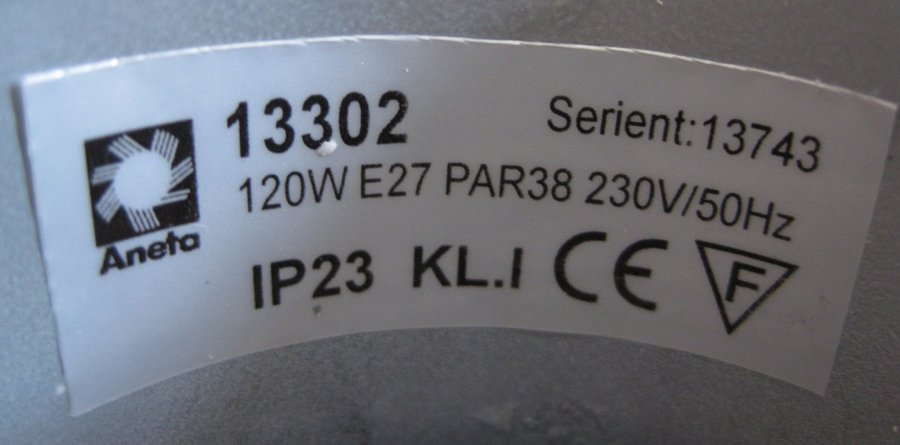 13302 Serient:13743
120W E27 PAR38 230V/50Hz
Aneta
IP23 KL.I CE F